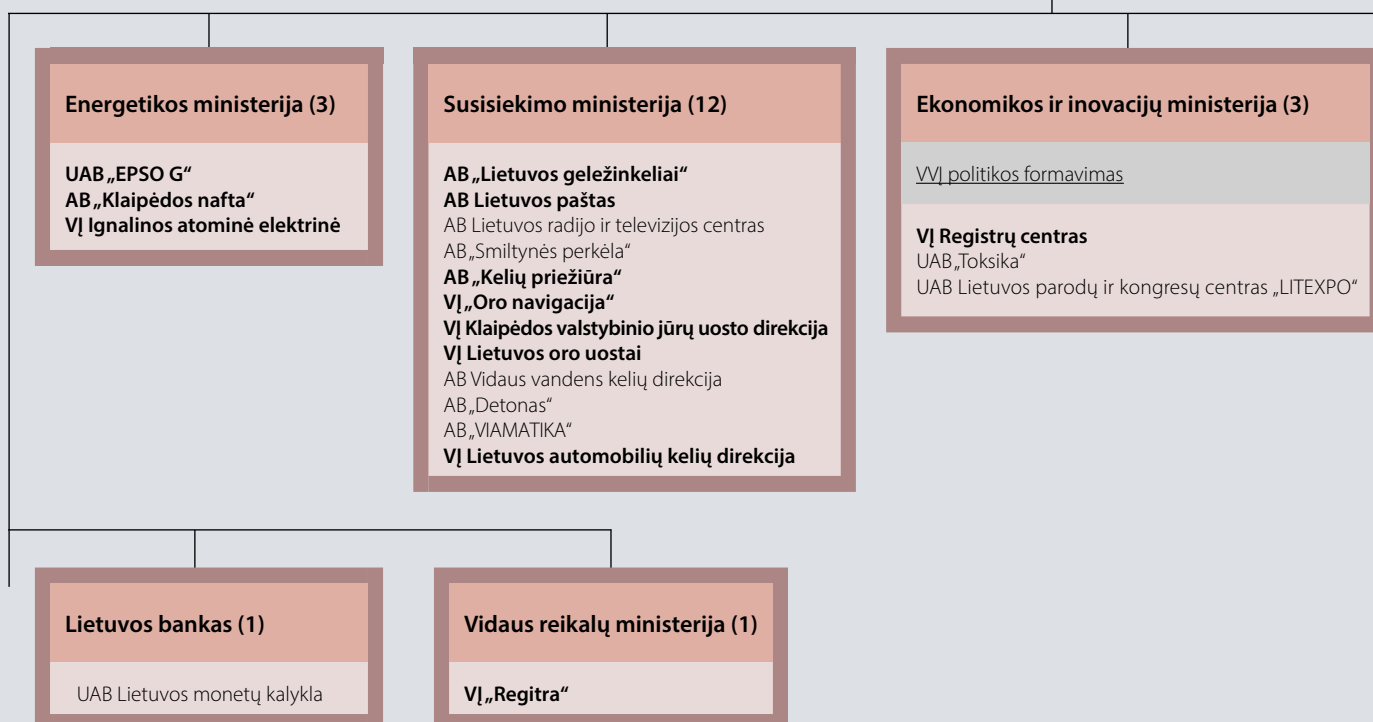 Energetikos ministerija (3)
UAB „EPSO G“
AB „Klaipėdos nafta“
VĮ Ignalinos atominė elektrinė
Susisiekimo ministerija (12)
AB „Lietuvos geležinkeliai“
AB Lietuvos paštas
AB Lietuvos radijo ir televizijos centras
AB „Smiltynės perkėla“
AB „Kelių priežiūra“
VĮ „Oro navigacija“
VĮ Klaipėdos valstybinio jūrų uosto direkcija
VĮ Lietuvos oro uostai
AB Vidaus vandens kelių direkcija
AB „Detonas“
AB „VIAMATIKA“
VĮ Lietuvos automobilių kelių direkcija
Ekonomikos ir inovacijų ministerija (3)
VVĮ politikos formavimas
VĮ Registrų centras
UAB „Toksika“
UAB Lietuvos parodų ir kongresų centras „LITEXPO“
Lietuvos bankas (1)
UAB Lietuvos monetų kalykla
Vidaus reikalų ministerija (1)
VĮ „Regitra“